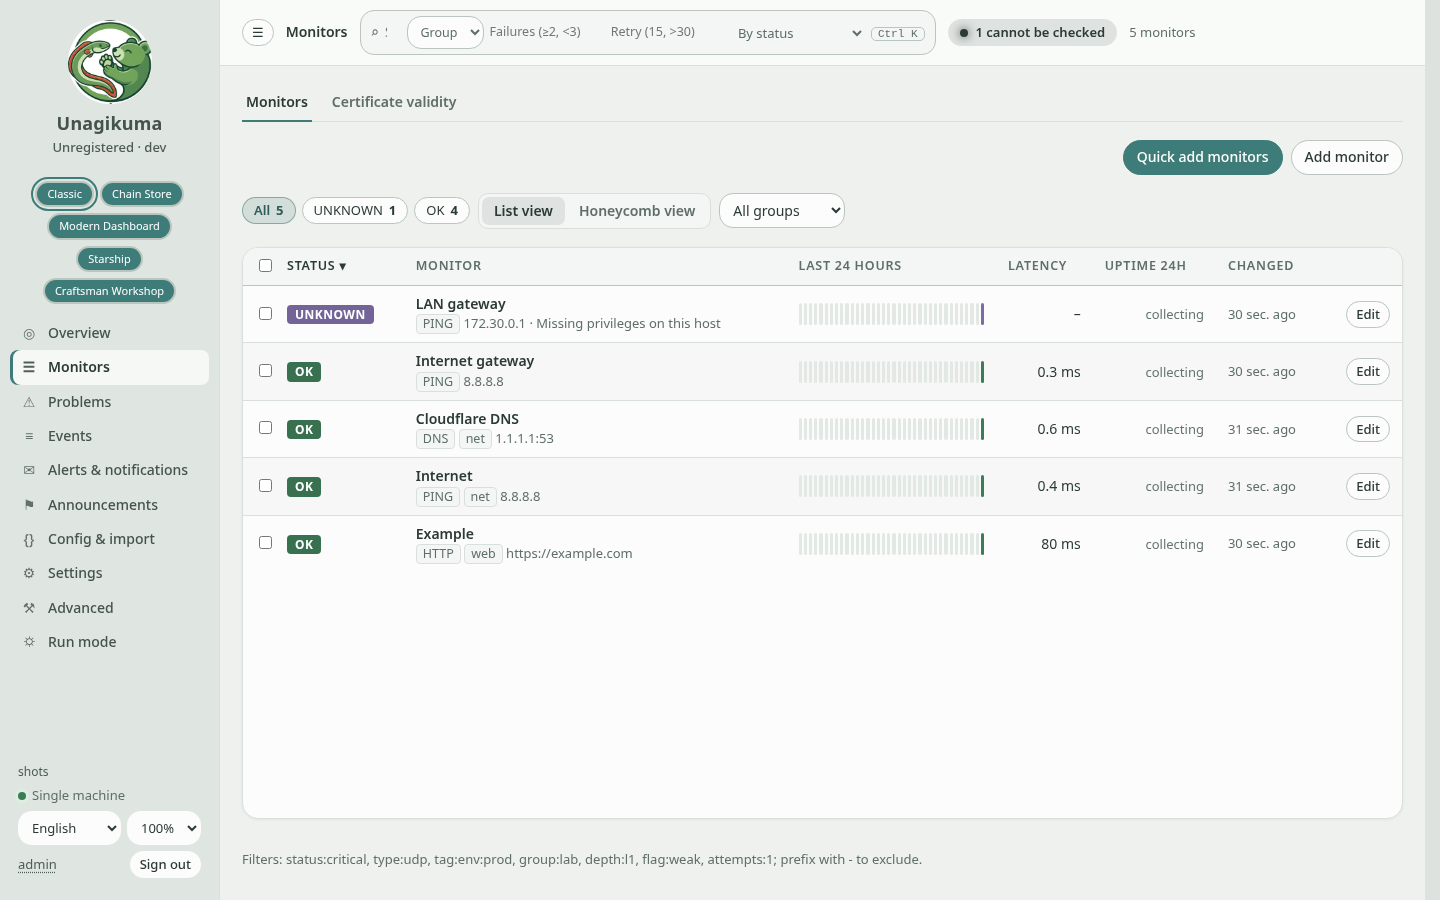 Unagikuma
Unregistered · dev
Classic
Chain Store
Modern Dashboard
Starship
Craftsman Workshop
Overview
Monitors
Problems
Events
Alerts & notifications
Announcements
Config & import
Settings
Advanced
Run mode
shots
Single machine
English
100%
admin
Sign out
Monitors
Group
Failures (≥2, <3)
Retry (15, >30)
By status
Ctrl K
1 cannot be checked
5 monitors
Monitors
Certificate validity
Quick add monitors
Add monitor
All 5
UNKNOWN 1
OK 4
List view
Honeycomb view
All groups
STATUS ▾ MONITOR LAST 24 HOURS LATENCY UPTIME 24H CHANGED
UNKNOWN
LAN gateway
PING 172.30.0.1 · Missing privileges on this host
– collecting 30 sec. ago Edit
OK
Internet gateway
PING 8.8.8.8
0.3 ms collecting 30 sec. ago Edit
OK
Cloudflare DNS
DNS net 1.1.1.1:53
0.6 ms collecting 31 sec. ago Edit
OK
Internet
PING net 8.8.8.8
0.4 ms collecting 31 sec. ago Edit
OK
Example
HTTP web https://example.com
80 ms collecting 30 sec. ago Edit
Filters: status:critical, type:udp, tag:env:prod, group:lab, depth:l1, flag:weak, attempts:1; prefix with - to exclude.